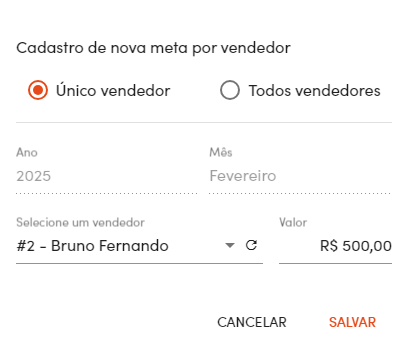 Cadastro de nova meta por vendedor
Único vendedor Todos vendedores
Ano Mês
2025 Fevereiro
Selecione um vendedor Valor
#2 - Bruno Fernando R$ 500,00
CANCELAR SALVAR